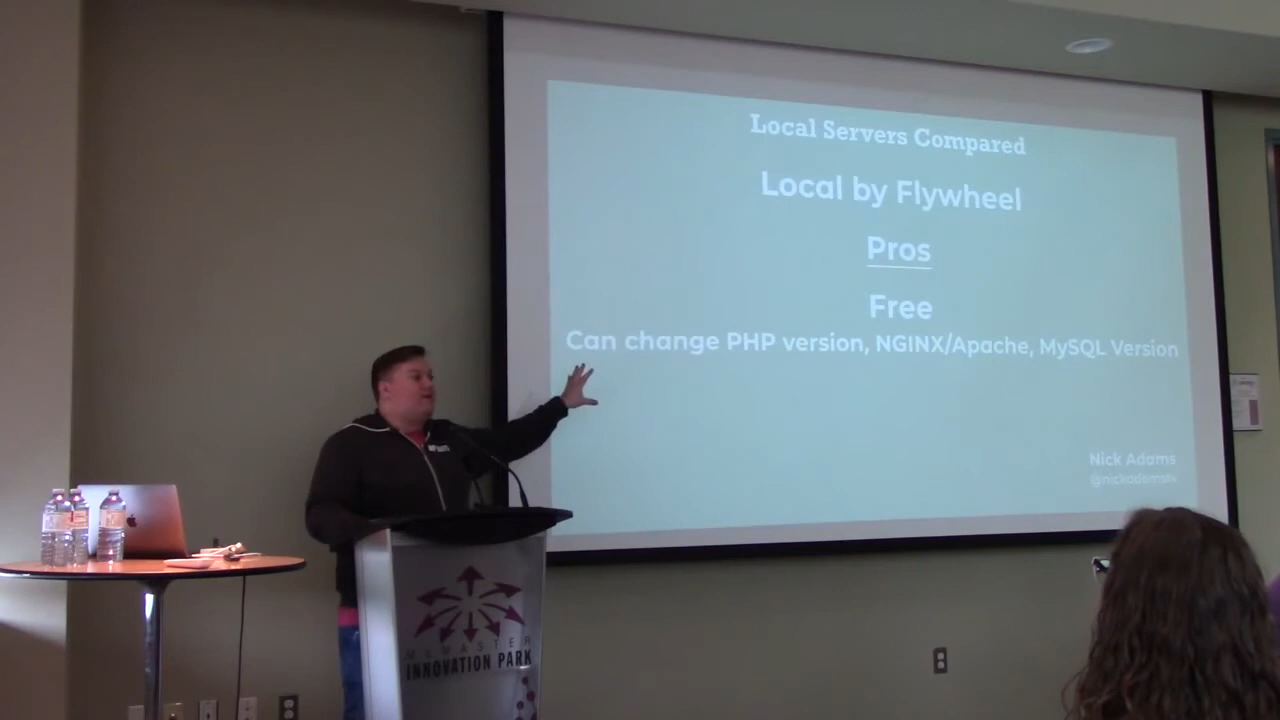 Local Servers Compared
Local by Flywheel
Pros
Free
Can change PHP version, NGINX/Apache, MySQL Version
Nick Adams
@nickadamstv
McMASTER
INNOVATION PARK